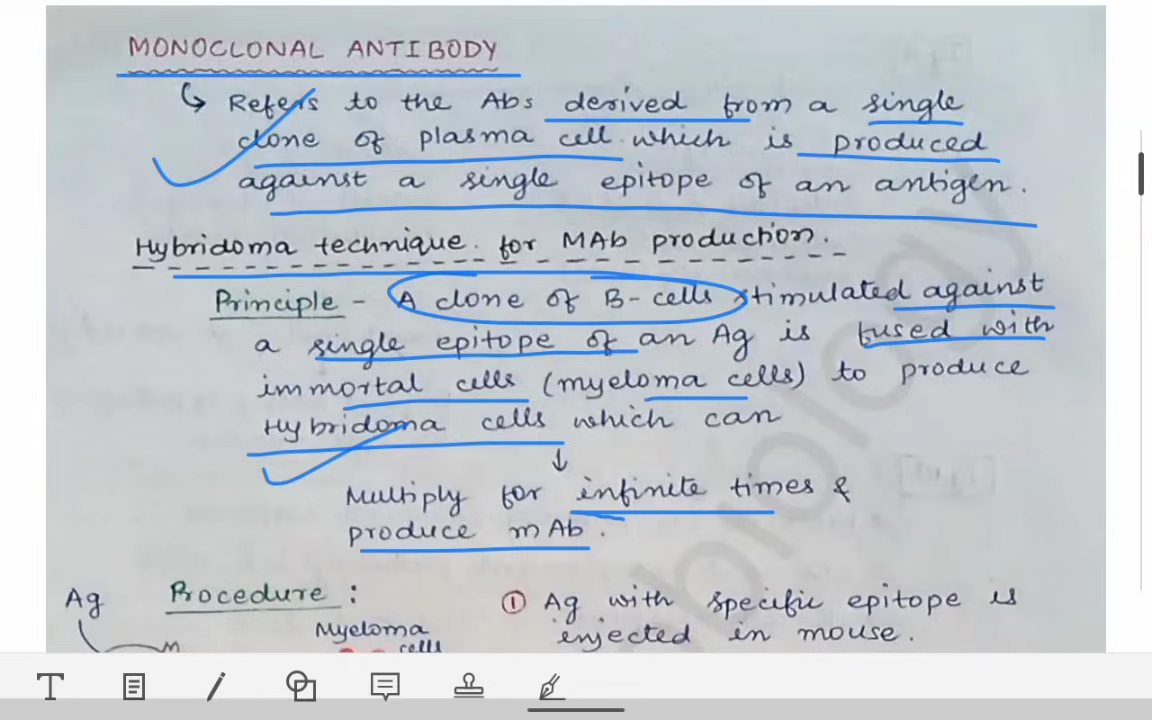 MONOCLONAL ANTIBODY
↳ Refers to the Abs derived from a single
clone of plasma cell which is produced
against a single epitope of an antigen.
Hybridoma technique for MAb production.
Principle - A clone of B-cells stimulated against
a single epitope of an Ag is fused with
immortal cells (myeloma cells) to produce
Hybridoma cells which can
↓
Multiply for infinite times &
produce mAb.
Ag
Procedure :
Myeloma
cells
① Ag with specific epitope is
injected in mouse.